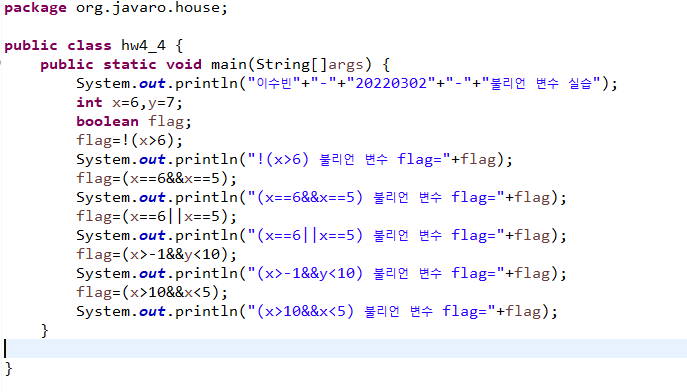 package org.javaro.house;
public class hw4_4 {
public static void main(String[]args) {
System.out.println("이수빈"+"-"+"20220302"+"-"+"불리언 변수 실습");
int x=6,y=7;
boolean flag;
flag=!(x>6);
System.out.println("!(x>6) 불리언 변수 flag="+flag);
flag=(x==6&&x==5);
System.out.println("(x==6&&x==5) 불리언 변수 flag="+flag);
flag=(x==6||x==5);
System.out.println("(x==6||x==5) 불리언 변수 flag="+flag);
flag=(x>-1&&y<10);
System.out.println("(x>-1&&y<10) 불리언 변수 flag="+flag);
flag=(x>10&&x<5);
System.out.println("(x>10&&x<5) 불리언 변수 flag="+flag);
}
}